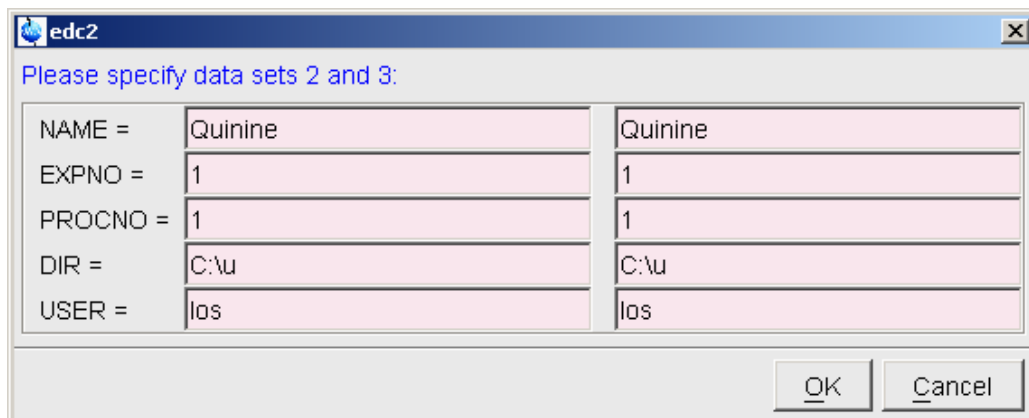 edc2
Please specify data sets 2 and 3:
NAME = Quinine Quinine
EXPNO = 1 1
PROCNO = 1 1
DIR = C:\u C:\u
USER = los los
OK Cancel